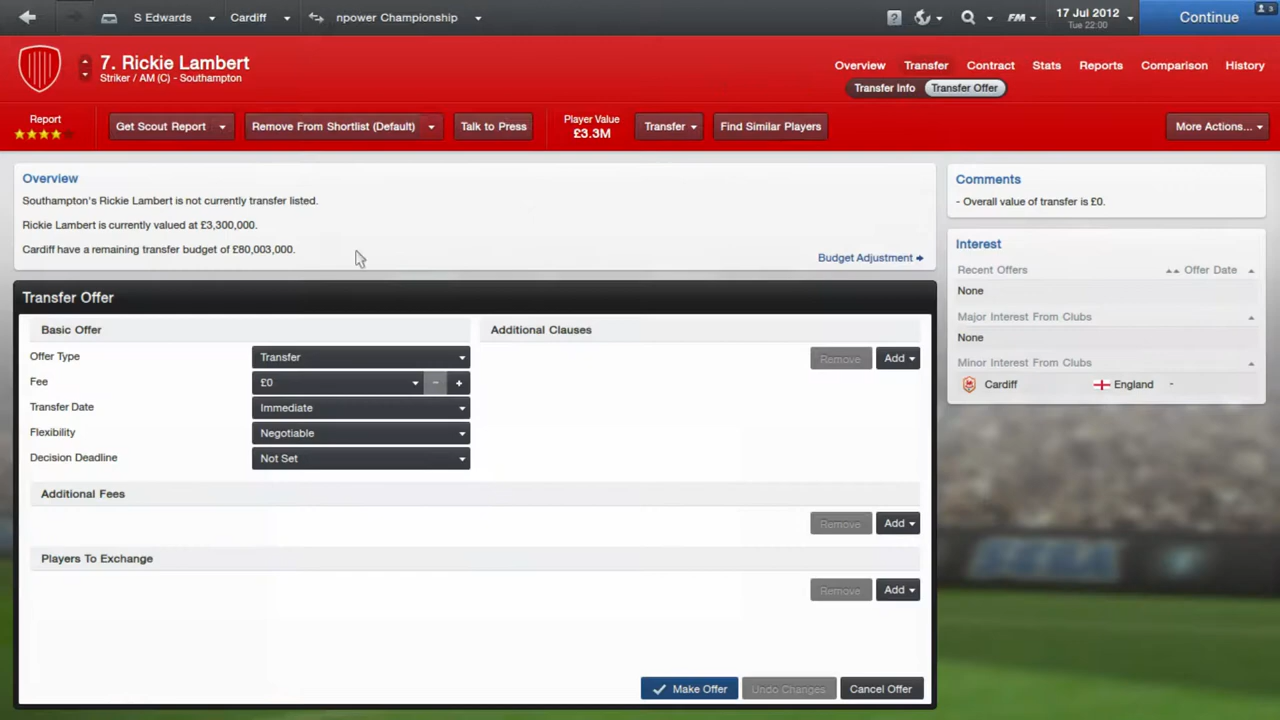 S Edwards
Cardiff
npower Championship
?
FM
17 Jul 2012
Tue 22:00
Continue
3
7. Rickie Lambert
Striker / AM (C) - Southampton
Overview
Transfer
Contract
Stats
Reports
Comparison
History
Transfer Info
Transfer Offer
Report
Get Scout Report
Remove From Shortlist (Default)
Talk to Press
Player Value
£3.3M
Transfer
Find Similar Players
More Actions...
Overview
Southampton's Rickie Lambert is not currently transfer listed.
Rickie Lambert is currently valued at £3,300,000.
Cardiff have a remaining transfer budget of £80,003,000.
Budget Adjustment
Comments
- Overall value of transfer is £0.
Interest
Recent Offers
Offer Date
None
Major Interest From Clubs
None
Minor Interest From Clubs
Cardiff
England
-
Transfer Offer
Basic Offer
Additional Clauses
Offer Type
Transfer
Remove
Add
Fee
£0
-
+
Transfer Date
Immediate
Flexibility
Negotiable
Decision Deadline
Not Set
Additional Fees
Remove
Add
Players To Exchange
Remove
Add
Make Offer
Undo Changes
Cancel Offer
SEGA